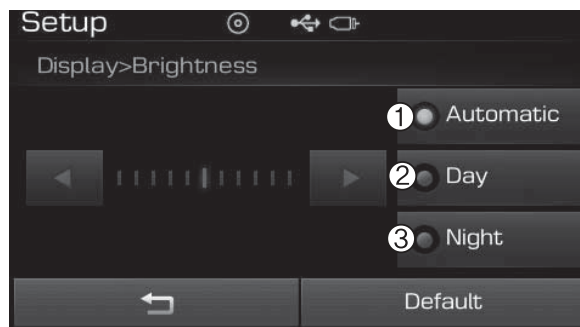 Setup
Display>Brightness
① Automatic
② Day
③ Night
Default